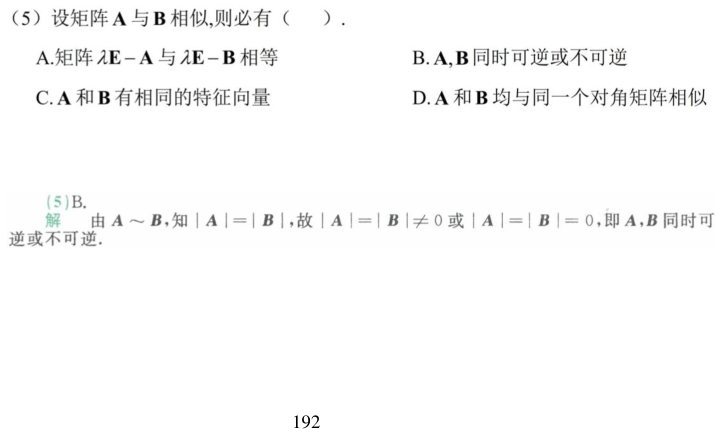 （5）设矩阵 A 与 B 相似,则必有（    ）.
A.矩阵 λE－A 与 λE－B 相等    B. A,B 同时可逆或不可逆
C. A 和 B 有相同的特征向量    D. A 和 B 均与同一个对角矩阵相似
(5)B.
解    由 A ～ B,知 | A |=| B |,故 | A |=| B |≠ 0 或 | A |=| B |= 0,即 A,B 同时可
逆或不可逆.
192